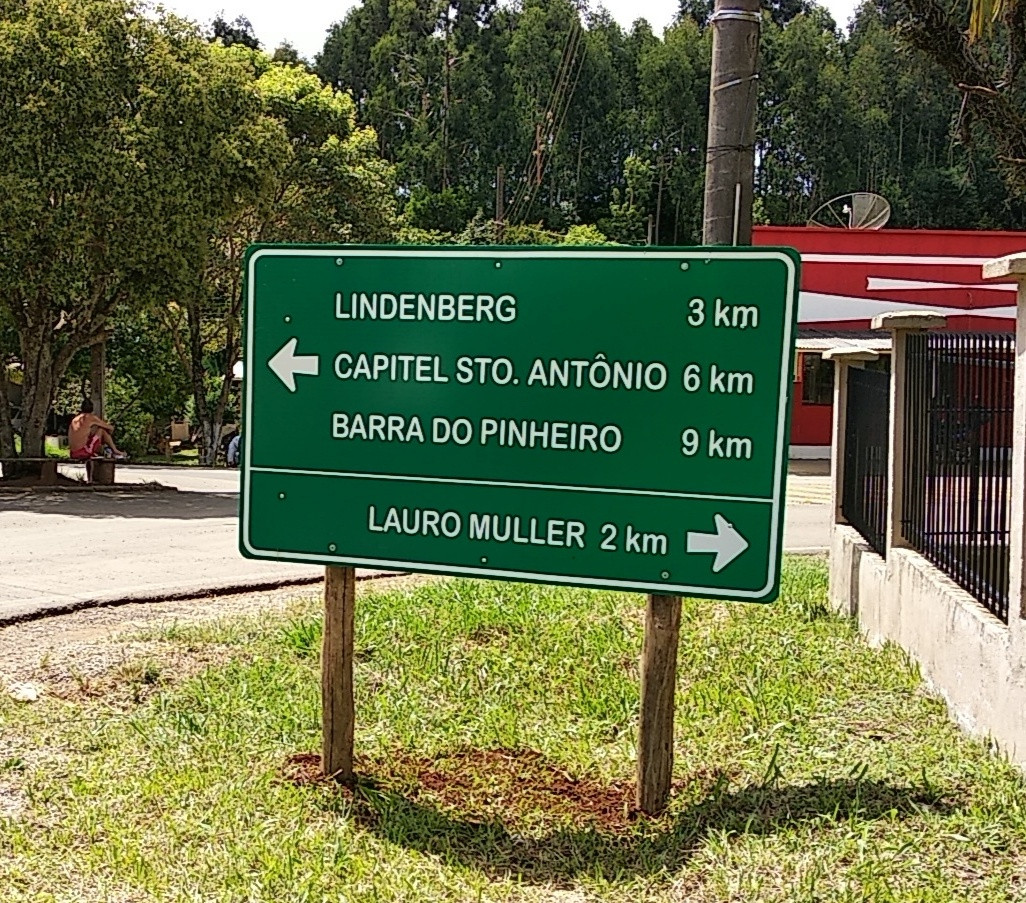 LINDENBERG 3 km
CAPITEL STO. ANTÔNIO 6 km
BARRA DO PINHEIRO 9 km
LAURO MULLER 2 km